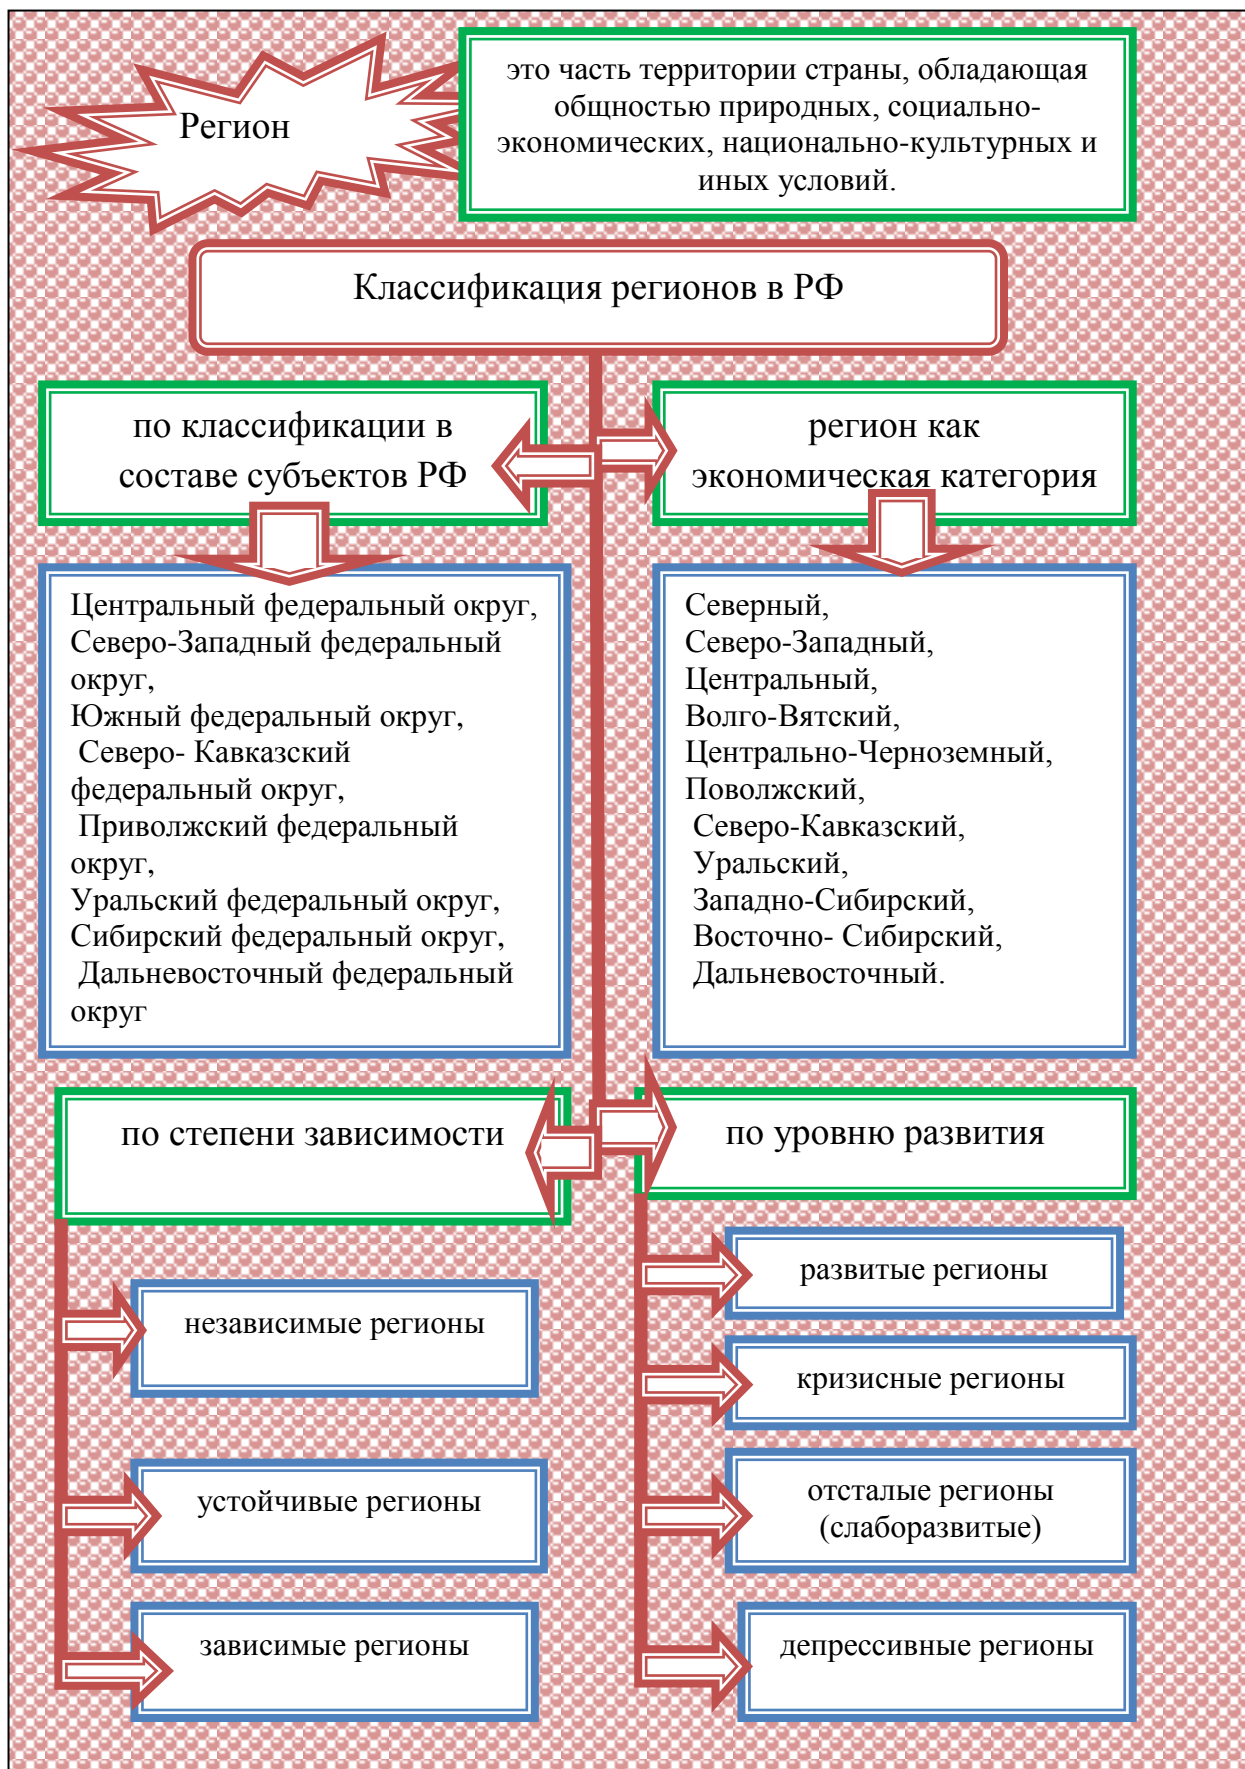 Регион
это часть территории страны, обладающая
общностью природных, социально-
экономических, национально-культурных и
иных условий.
Классификация регионов в РФ
по классификации в
составе субъектов РФ
регион как
экономическая категория
Центральный федеральный округ,
Северо-Западный федеральный
округ,
Южный федеральный округ,
Северо- Кавказский
федеральный округ,
Приволжский федеральный
округ,
Уральский федеральный округ,
Сибирский федеральный округ,
Дальневосточный федеральный
округ
Северный,
Северо-Западный,
Центральный,
Волго-Вятский,
Центрально-Черноземный,
Поволжский,
Северо-Кавказский,
Уральский,
Западно-Сибирский,
Восточно- Сибирский,
Дальневосточный.
по степени зависимости
независимые регионы
устойчивые регионы
зависимые регионы
по уровню развития
развитые регионы
кризисные регионы
отсталые регионы
(слаборазвитые)
депрессивные регионы